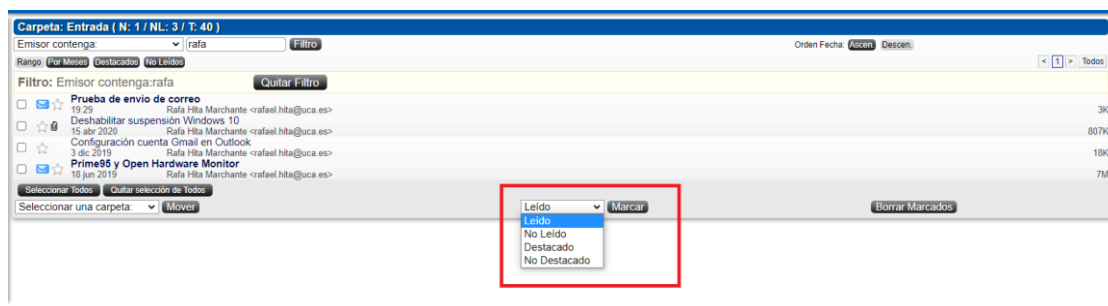 Carpeta: Entrada ( N: 1 / NL: 3 / T: 40 )
Emisor contenga: rafa Filtro Orden Fecha: Ascen. Descen.
Rango Por Meses Destacados No Leídos < 1 > Todos
Filtro: Emisor contenga:rafa Quitar Filtro
Prueba de envio de correo
19:29 Rafa Hita Marchante <rafael.hita@uca.es> 3K
Deshabilitar suspensión Windows 10
15 abr 2020 Rafa Hita Marchante <rafael.hita@uca.es> 807K
Configuración cuenta Gmail en Outlook
3 dic 2019 Rafa Hita Marchante <rafael.hita@uca.es> 18K
Prime95 y Open Hardware Monitor
18 jun 2019 Rafa Hita Marchante <rafael.hita@uca.es> 7M
Seleccionar Todos Quitar selección de Todos
Seleccionar una carpeta: Mover Leído Marcar Borrar Marcados
Leído
No Leído
Destacado
No Destacado